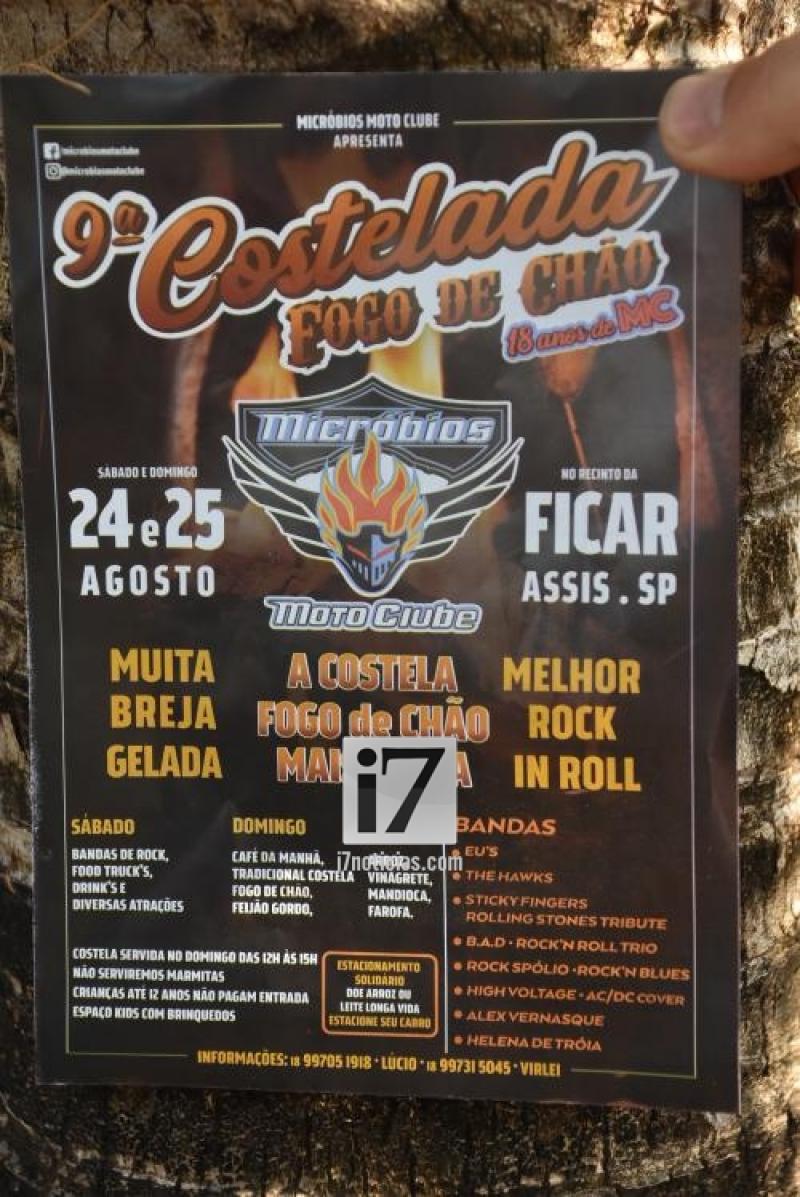 MICRÓBIOS MOTO CLUBE
APRESENTA
/microbiosmotoclube
@microbiosmotoclube
9ª Costelada
FOGO DE CHÃO
18 anos de MC
Micróbios
MOTO CLUBE
SÁBADO E DOMINGO
24 e 25
AGOSTO
NO RECINTO DA
FICAR
ASSIS . SP
MUITA
BREJA
GELADA
A COSTELA
FOGO de CHÃO
MELHOR
ROCK
IN ROLL
i7
j7noticias.com
SÁBADO
BANDAS DE ROCK,
FOOD TRUCK'S,
DRINK'S E
DIVERSAS ATRAÇÕES
DOMINGO
CAFÉ DA MANHÃ,
TRADICIONAL COSTELA
FOGO DE CHÃO,
FEIJÃO GORDO,
VINAGRETE,
MANDIOCA,
FAROFA.
BANDAS
• EU'S
• THE HAWKS
• STICKY FINGERS
ROLLING STONES TRIBUTE
• B.A.D • ROCK'N ROLL TRIO
• ROCK SPÓLIO • ROCK'N BLUES
• HIGH VOLTAGE • AC/DC COVER
• ALEX VERNASQUE
• HELENA DE TRÓIA
COSTELA SERVIDA NO DOMINGO DAS 12H ÀS 15H
NÃO SERVIREMOS MARMITAS
CRIANÇAS ATÉ 12 ANOS NÃO PAGAM ENTRADA
ESPAÇO KIDS COM BRINQUEDOS
ESTACIONAMENTO
SOLIDÁRIO
DOE ARROZ OU
LEITE LONGA VIDA
ESTACIONE SEU CARRO
INFORMAÇÕES: 18 99705 1918 • LÚCIO • 18 99731 5045 • VIRLEI